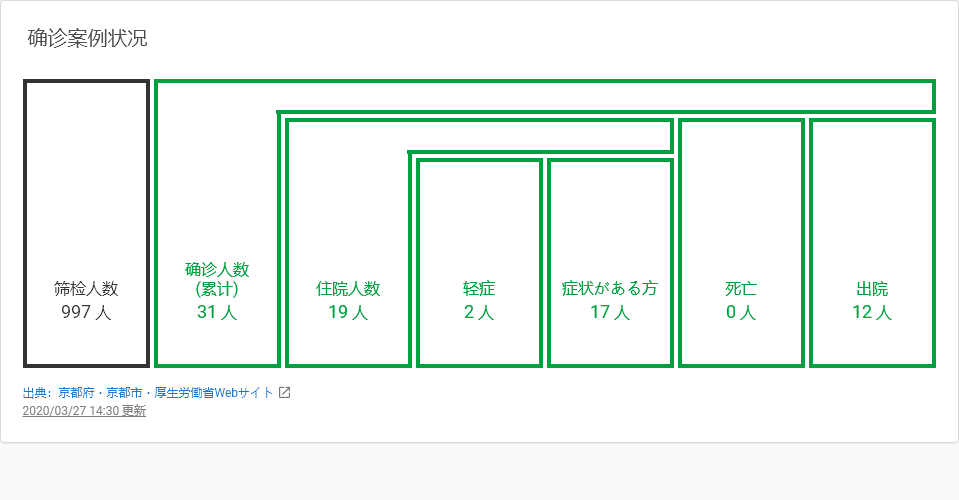 确诊案例状况
筛检人数
997 人
确诊人数
(累计)
31 人
住院人数
19 人
轻症
2 人
症状がある方
17 人
死亡
0 人
出院
12 人
出典：京都府・京都市・厚生労働省Webサイト
2020/03/27 14:30 更新